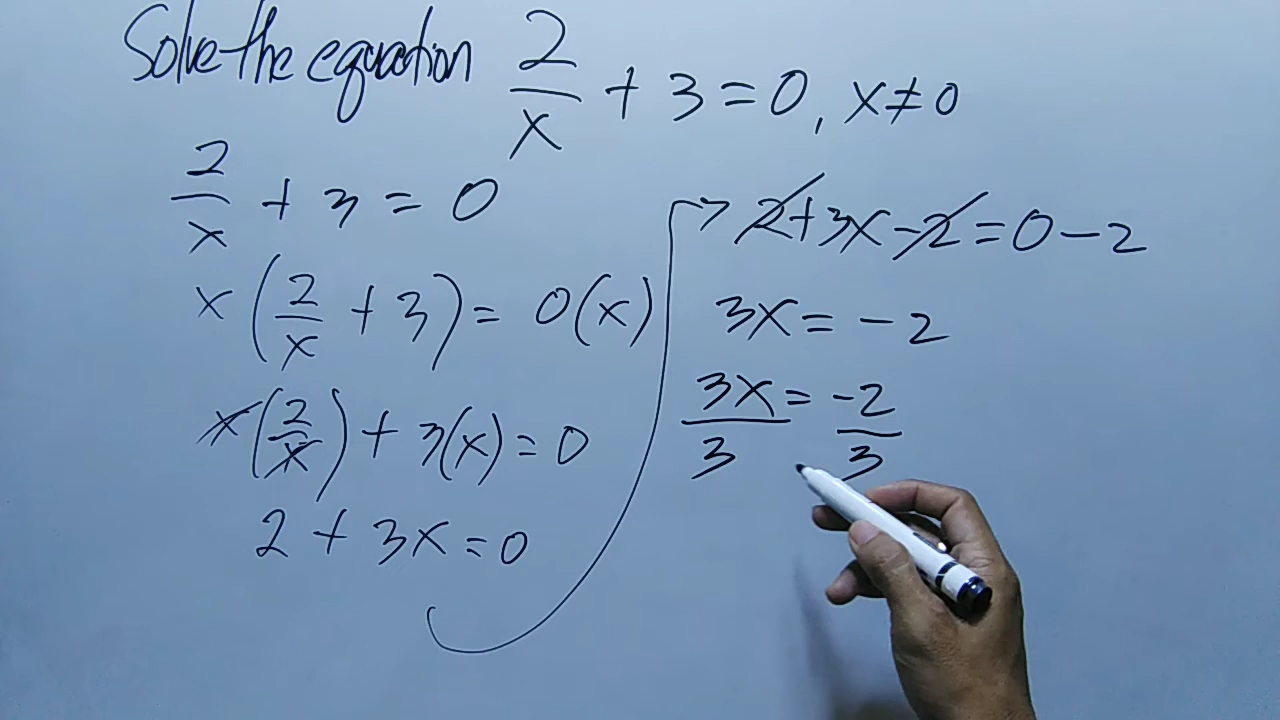 Solve the equation 2/x + 3 = 0, x ≠ 0
2/x + 3 = 0
x(2/x + 3) = 0(x)
x(2/x) + 3(x) = 0
2 + 3x = 0
2 + 3x - 2 = 0 - 2
3x = -2
3x/3 = -2/3